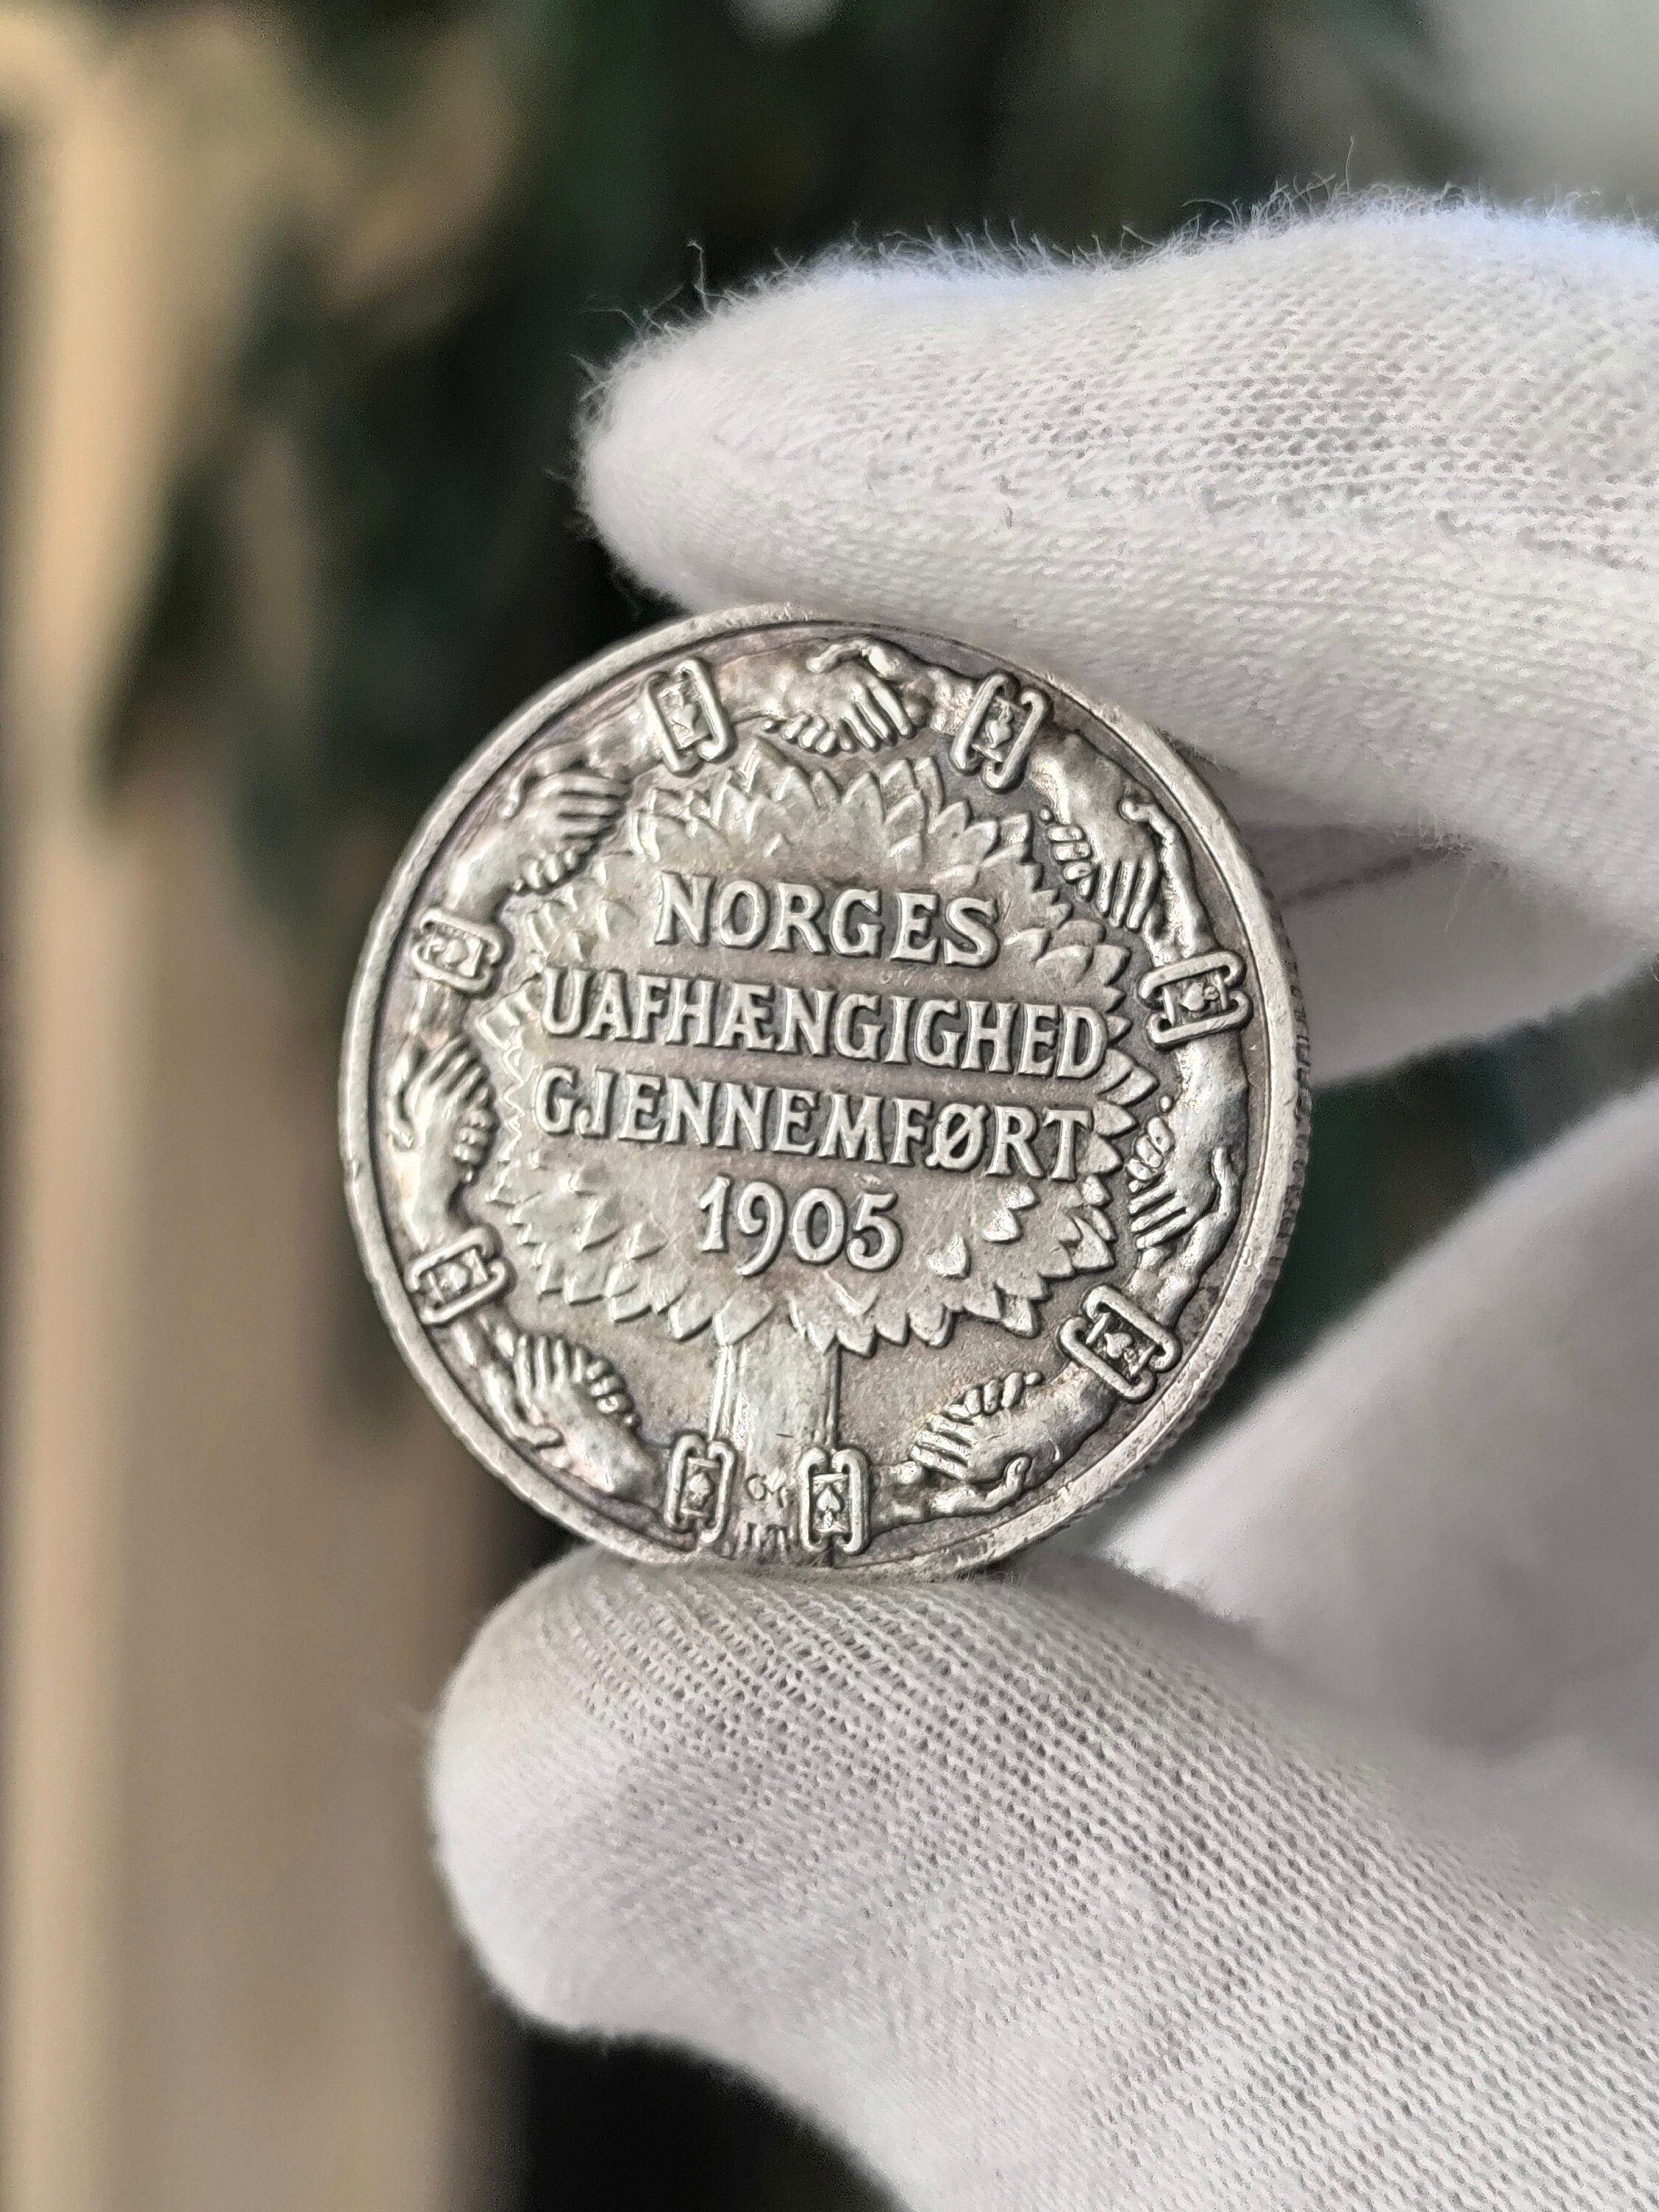 NORGES
UAFHÆNGIGHED
GJENNEMFØRT
1905